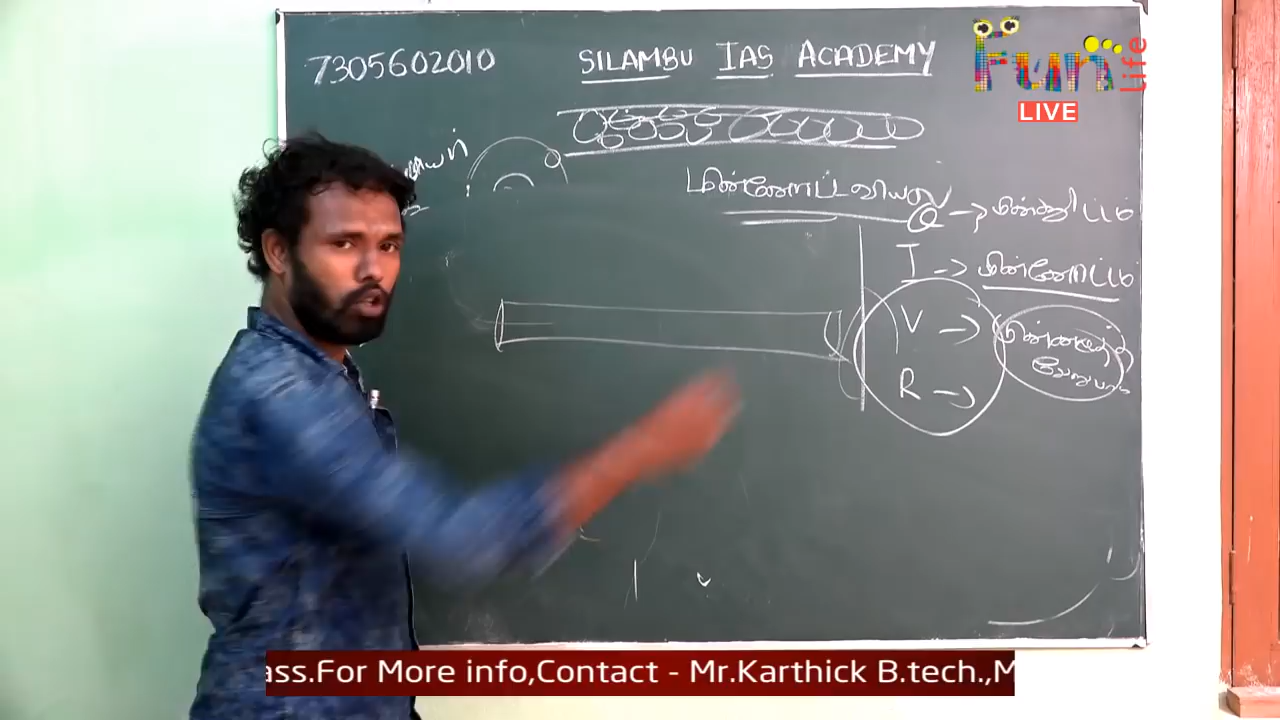 7305602010
SILAMBU IAS ACADEMY
Fun
life
LIVE
மின்னோட்டவியல்
Q → மின்னூட்டம்
I → மின்னோட்டம்
V → மின்னழுத்த
வேறுபாடு
R →
ass.For More info,Contact - Mr.Karthick B.tech.,M